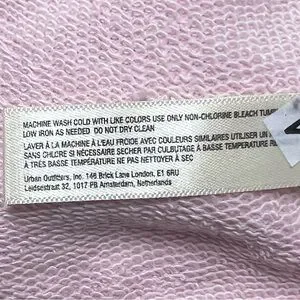 MACHINE WASH COLD WITH LIKE COLORS USE ONLY NON-CHLORINE BLEACH TUMB
LOW IRON AS NEEDED DO NOT DRY CLEAN
LAVER À LA MACHINE À L'EAU FROIDE AVEC COULEURS SIMILAIRES UTILISER UN
SANS CHLORE SI NÉCESSAIRE SECHER PAR CULBUTAGE À BASSE TEMPÉRATURE RE
À TRÈS BASSE TEMPÉRATURE NE PAS NETTOYER À SEC
Urban Outfitters, Inc. 146 Brick Lane London, E1 6RU
Leidsestraat 32, 1017 PB Amsterdam, Netherlands